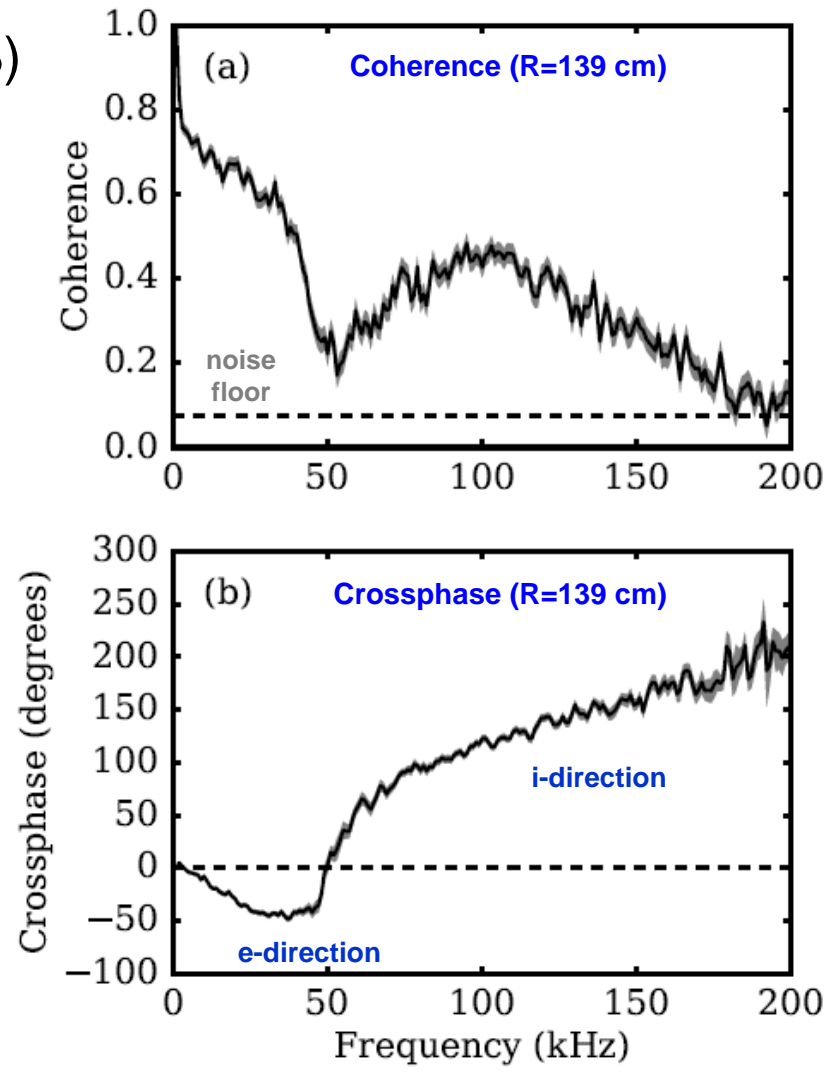 )
1.0
(a) Coherence (R=139 cm)
0.8
0.6
0.4
0.2
0.0
Coherence
noise
floor
0 50 100 150 200
300
(b) Crossphase (R=139 cm)
250
200
150
100
50
0
−50
−100
Crossphase (degrees)
i-direction
e-direction
0 50 100 150 200
Frequency (kHz)